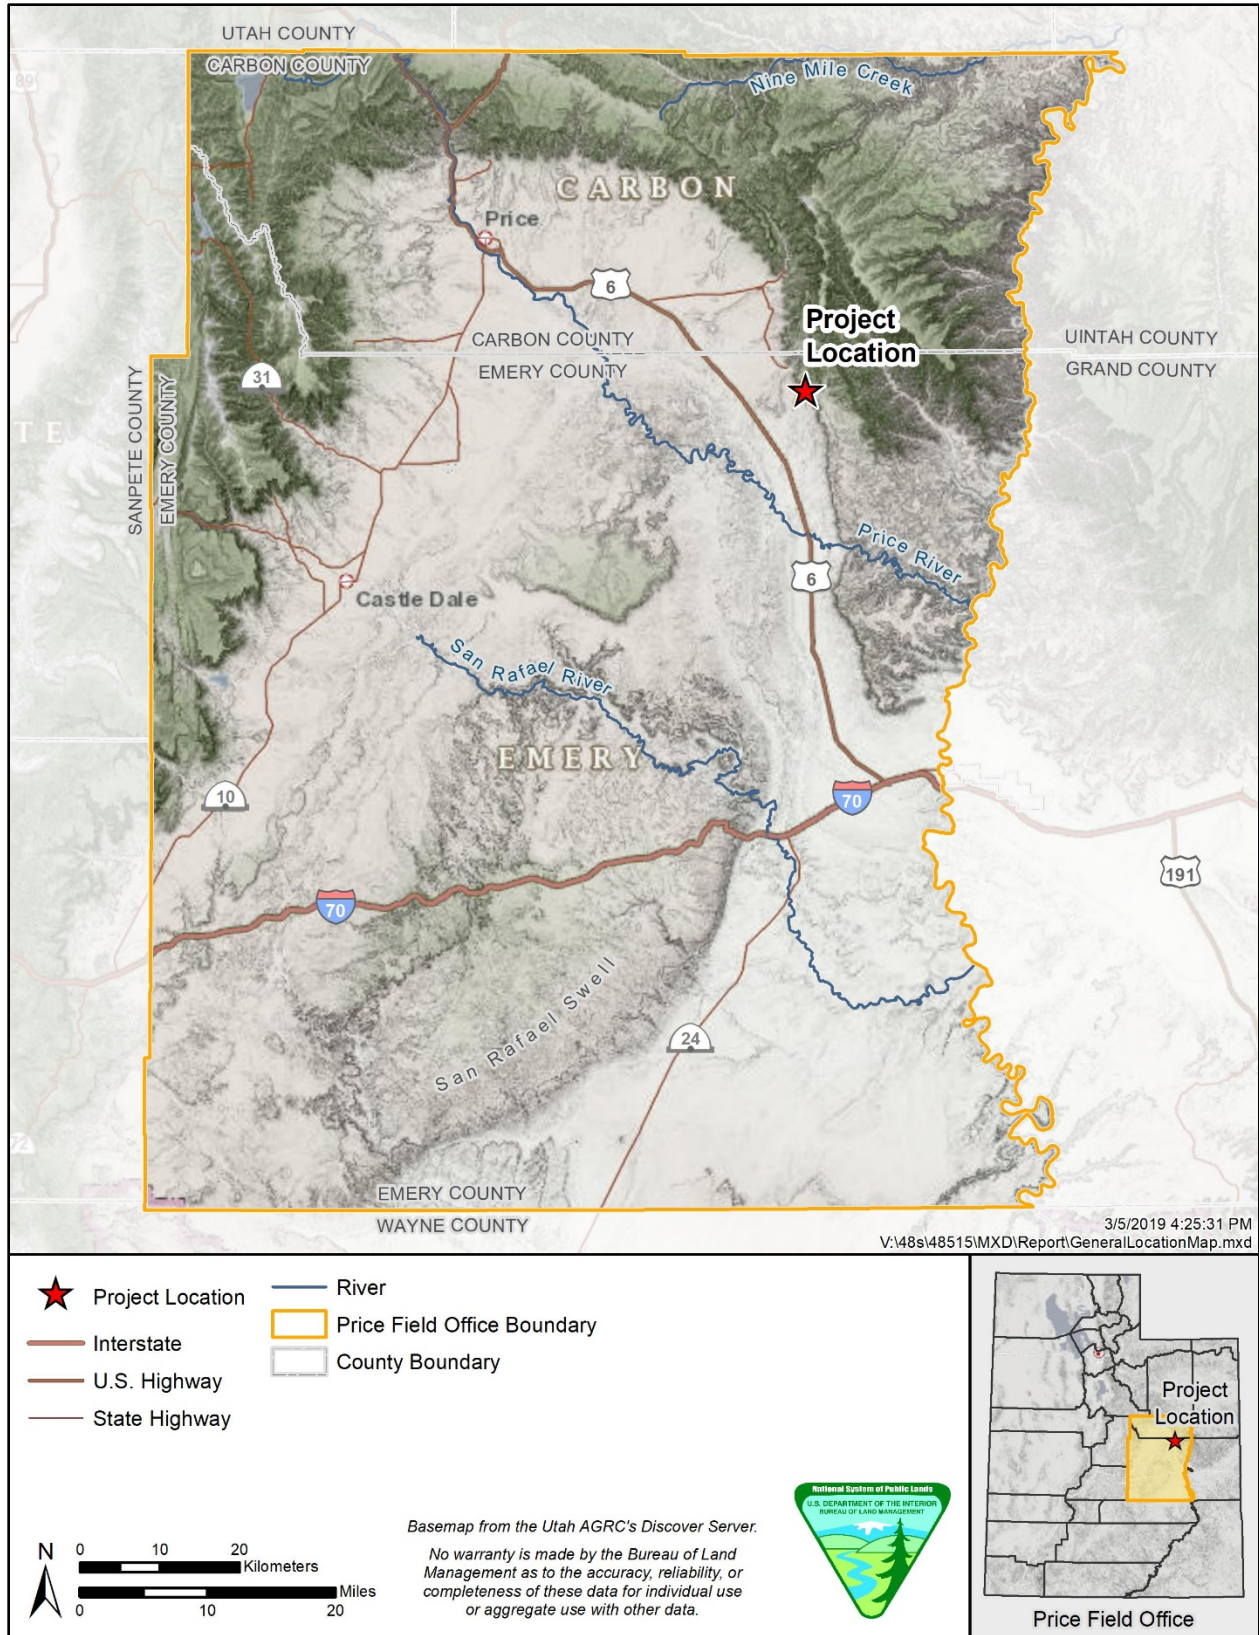 UTAH COUNTY
CARBON COUNTY
89
Nine Mile Creek
CARBON
Price
6
Project
Location
CARBON COUNTY
EMERY COUNTY
UINTAH COUNTY
GRAND COUNTY
31
SANPETE COUNTY
EMERY COUNTY
TE
Price River
6
Castle Dale
San Rafael River
EMERY
10
70
70
191
San Rafael Swell
24
72
EMERY COUNTY
WAYNE COUNTY
3/5/2019 4:25:31 PM
V:\48s\48515\MXD\Report\GeneralLocationMap.mxd
Project Location
Interstate
U.S. Highway
State Highway
River
Price Field Office Boundary
County Boundary
N
0 10 20
Kilometers
Miles
0 10 20
Basemap from the Utah AGRC's Discover Server.
No warranty is made by the Bureau of Land
Management as to the accuracy, reliability, or
completeness of these data for individual use
or aggregate use with other data.
National System of Public Lands
U.S. DEPARTMENT OF THE INTERIOR
BUREAU OF LAND MANAGEMENT
Project
Location
Price Field Office